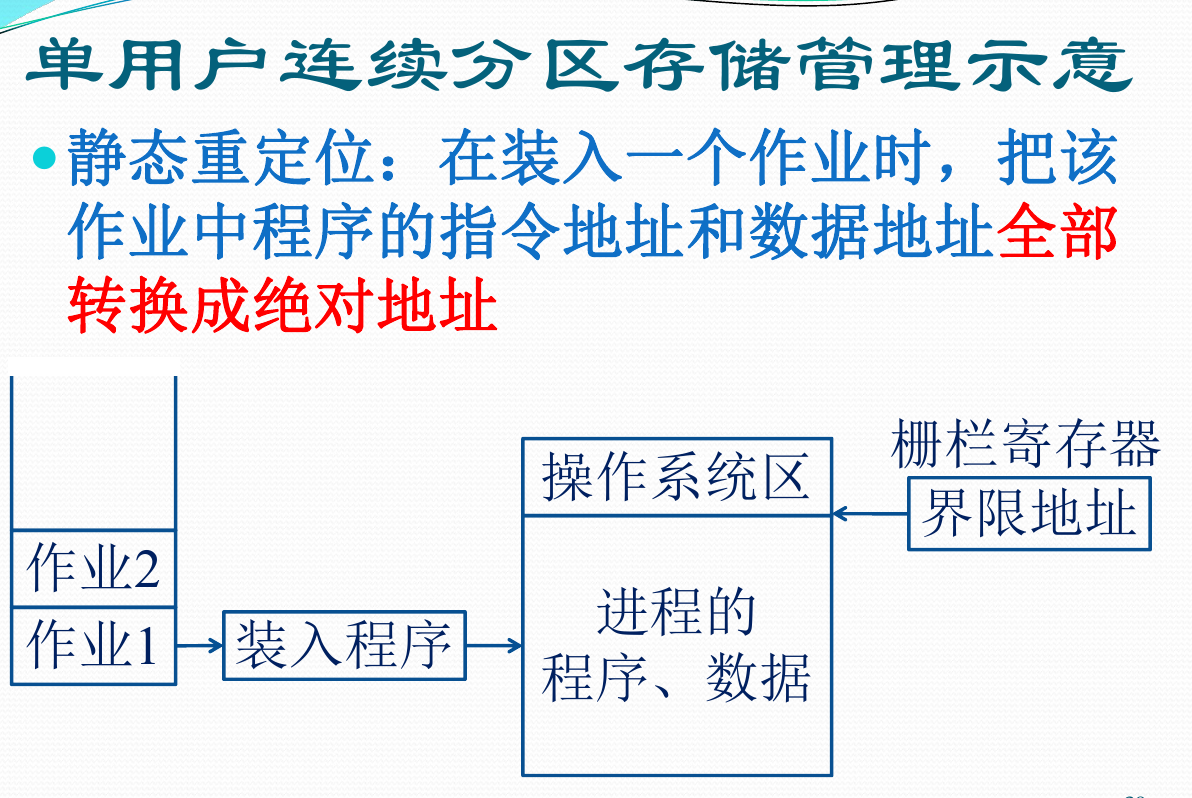 单用户连续分区存储管理示意
静态重定位：在装入一个作业时，把该
作业中程序的指令地址和数据地址全部
转换成绝对地址
栅栏寄存器
操作系统区
界限地址
作业2
作业1
装入程序
进程的
程序、数据